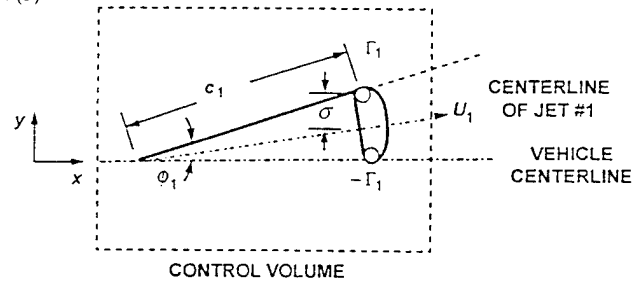 Γ₁
c₁
CENTERLINE
OF JET #1
σ
U₁
y
VEHICLE
CENTERLINE
x
Φ₁
−Γ₁
CONTROL VOLUME